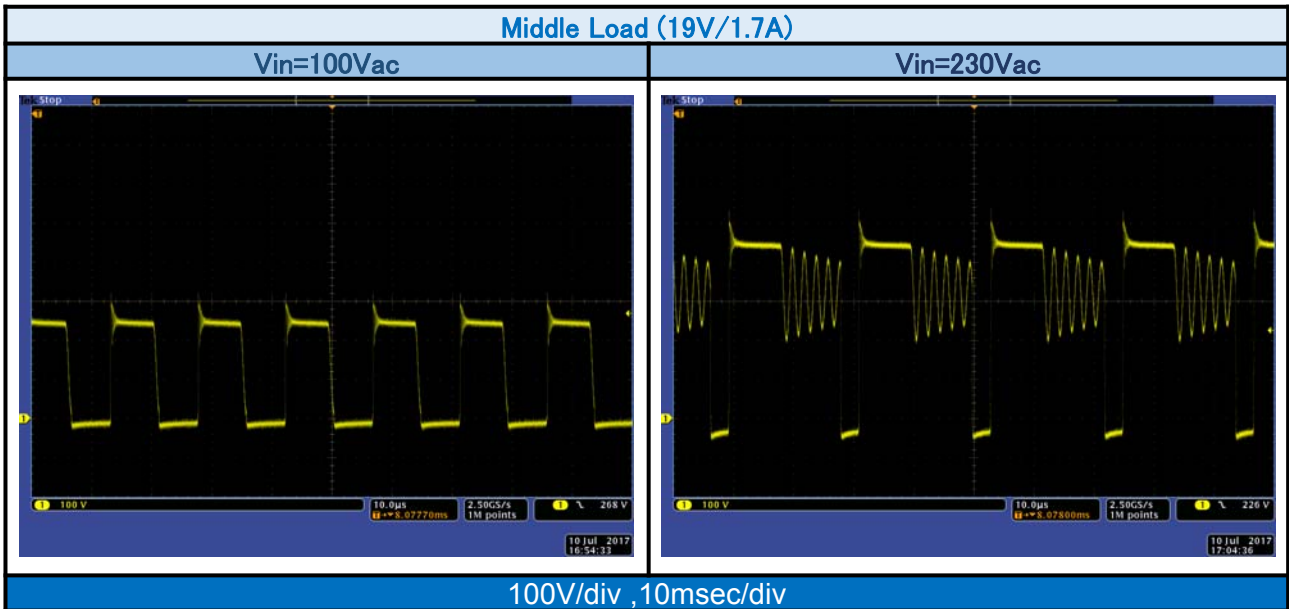 Middle Load (19V/1.7A)
Vin=100Vac
Vin=230Vac
Tek Stop
1 100 V
10.0µs
8.07770ms
2.50GS/s
1M points
1 268 V
10 Jul 2017
16:54:33
Tek Stop
1 100 V
10.0µs
8.07800ms
2.50GS/s
1M points
1 226 V
10 Jul 2017
17:04:36
100V/div ,10msec/div